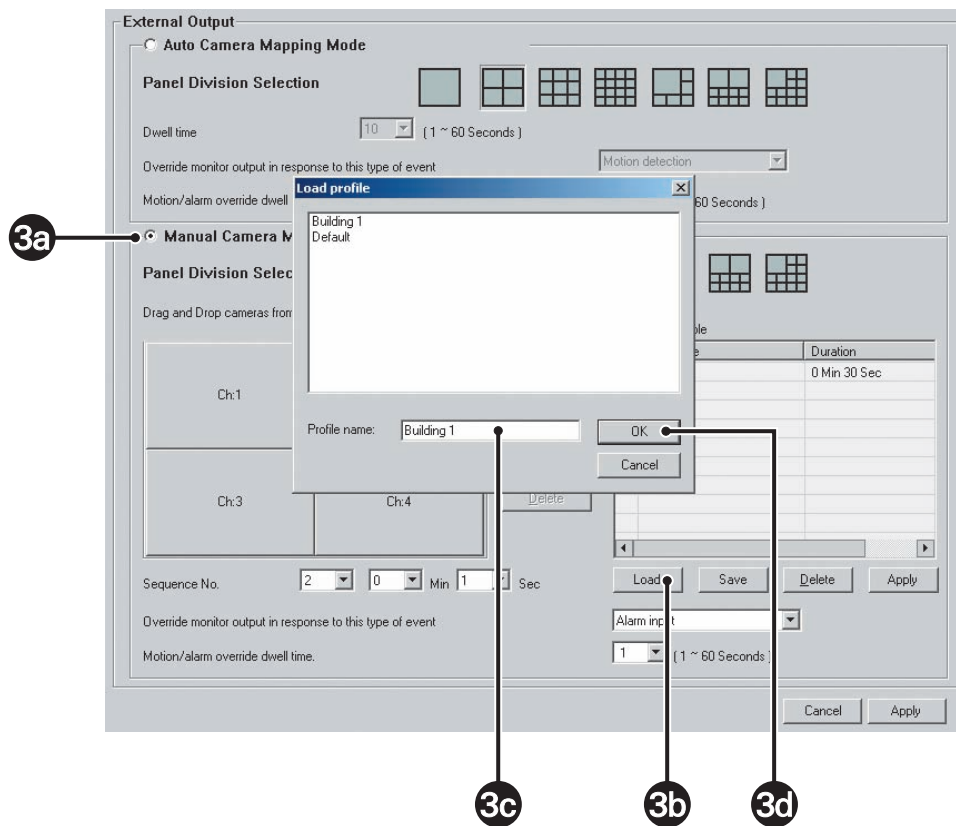 External Output
Auto Camera Mapping Mode
Panel Division Selection
Dwell time
10
( 1 ~ 60 Seconds )
Override monitor output in response to this type of event
Motion detection
Motion/alarm override dwell
60 Seconds )
Load profile
Building 1
Default
3a
Manual Camera M
Panel Division Selec
Drag and Drop cameras from
Duration
0 Min 30 Sec
Ch:1
Profile name:
Building 1
OK
Cancel
Ch:3
Ch:4
Delete
Sequence No.
2
0
Min
1
Sec
Load
Save
Delete
Apply
Override monitor output in response to this type of event
Alarm input
Motion/alarm override dwell time.
1
( 1 ~ 60 Seconds )
Cancel
Apply
3c
3b
3d